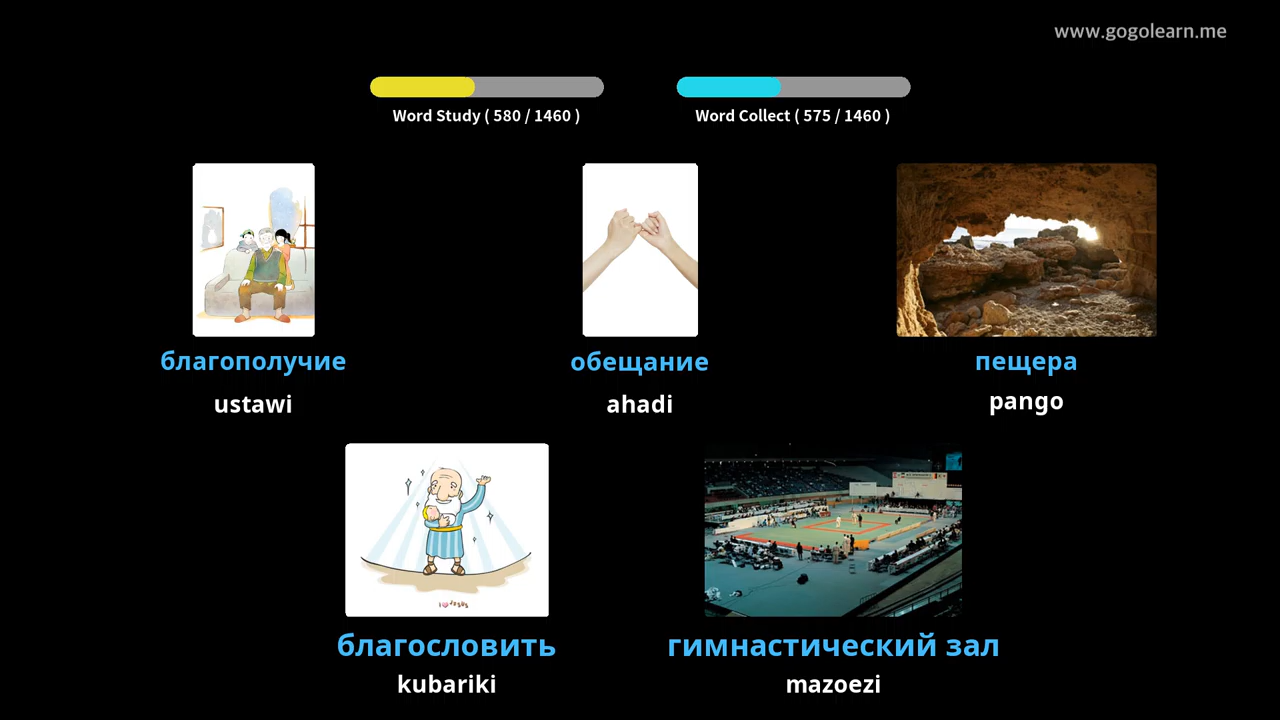 www.gogolearn.me
Word Study ( 580 / 1460 )
Word Collect ( 575 / 1460 )
благополучие
обещание
пещера
ustawi
ahadi
pango
I JESUS
благословить
гимнастический зал
kubariki
mazoezi